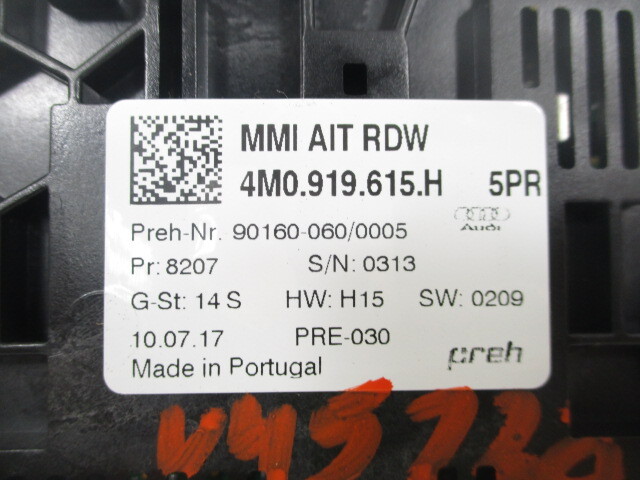 MMI AIT RDW
4M0.919.615.H 5PR
Preh-Nr. 90160-060/0005
Audi
Pr: 8207 S/N: 0313
G-St: 14 S HW: H15 SW: 0209
10.07.17 PRE-030
Made in Portugal preh